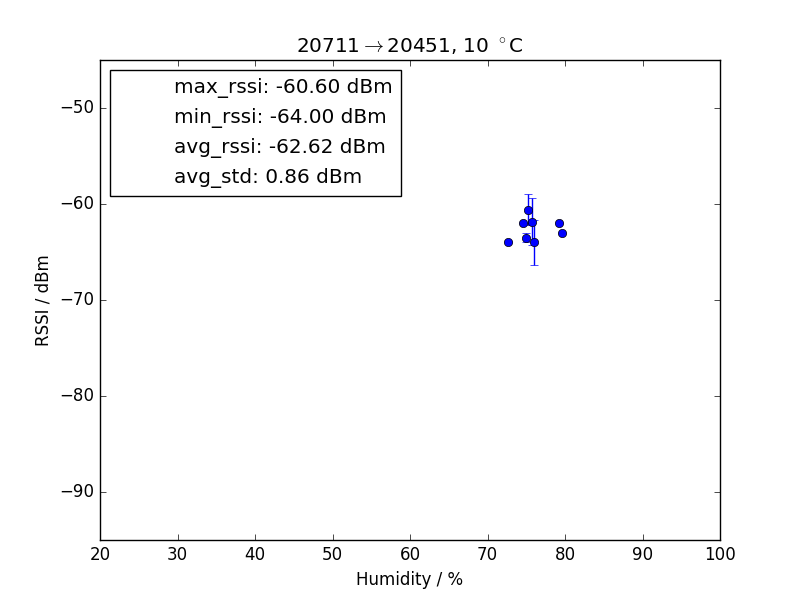 20711→20451, 10 °C
max_rssi: -60.60 dBm
min_rssi: -64.00 dBm
avg_rssi: -62.62 dBm
avg_std: 0.86 dBm
RSSI / dBm
−50
−60
−70
−80
−90
20 30 40 50 60 70 80 90 100
Humidity / %